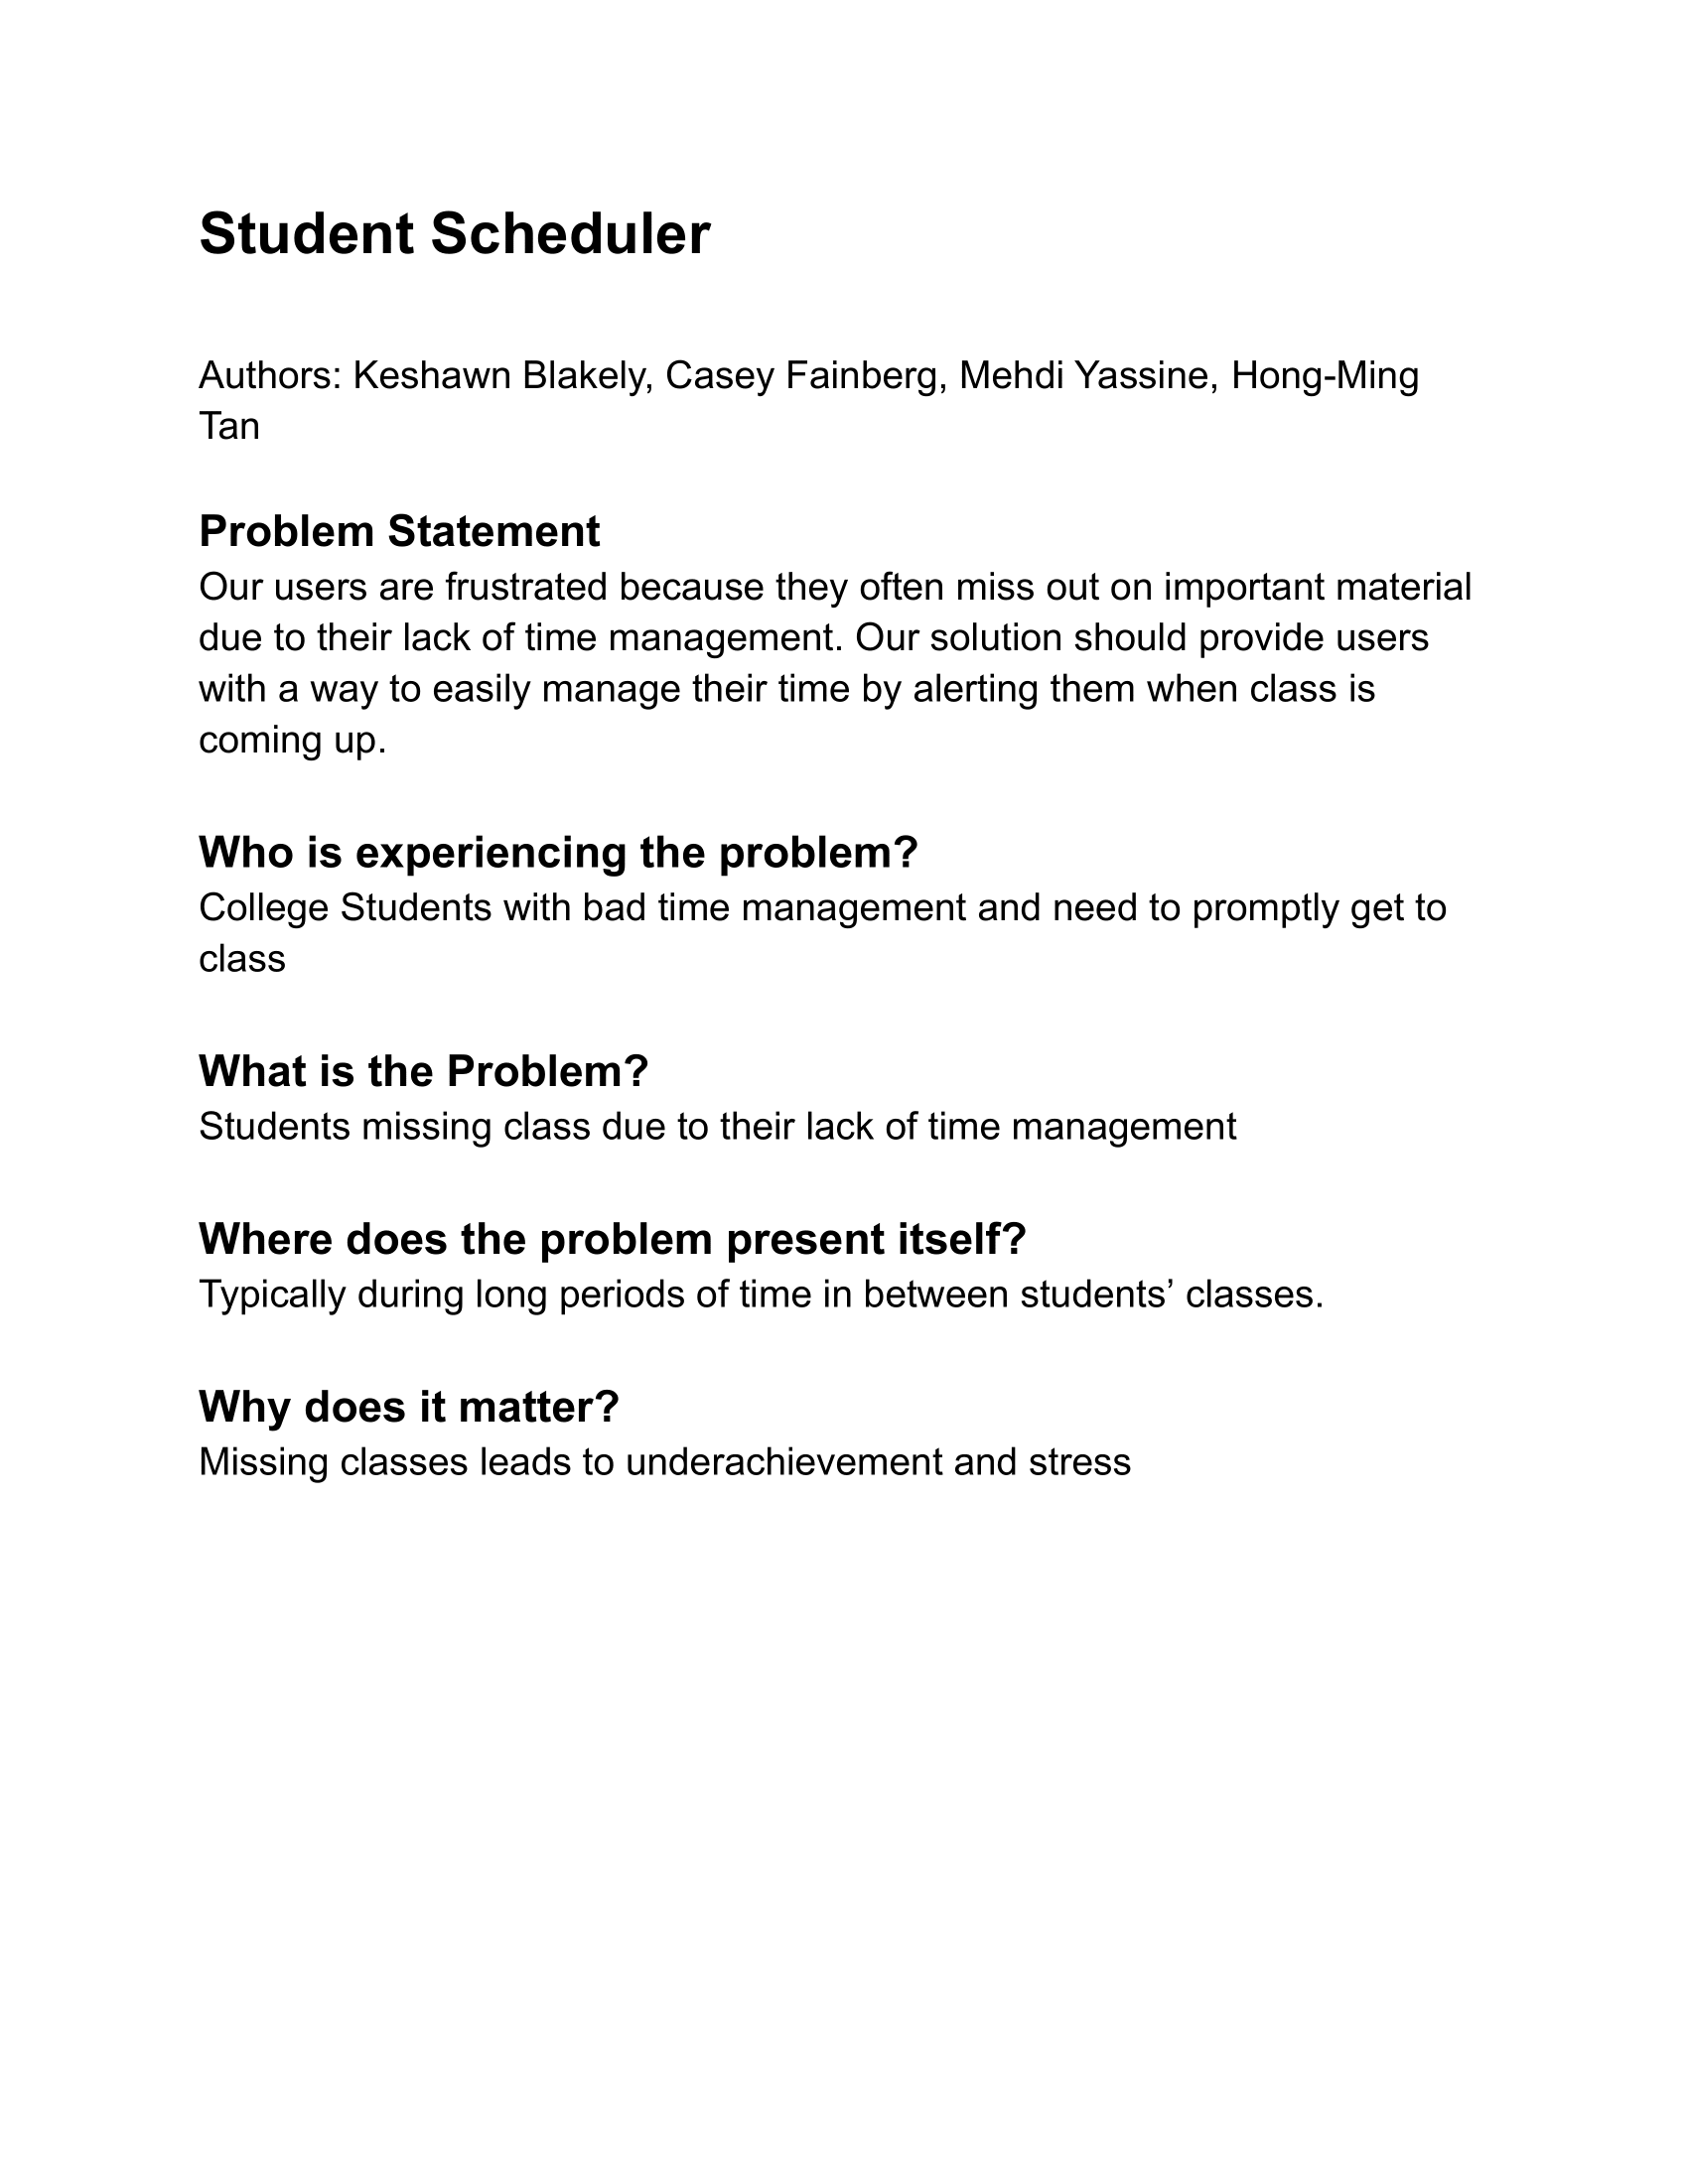 Student Scheduler
Authors: Keshawn Blakely, Casey Fainberg, Mehdi Yassine, Hong-Ming
Tan
Problem Statement
Our users are frustrated because they often miss out on important material
due to their lack of time management. Our solution should provide users
with a way to easily manage their time by alerting them when class is
coming up.
Who is experiencing the problem?
College Students with bad time management and need to promptly get to
class
What is the Problem?
Students missing class due to their lack of time management
Where does the problem present itself?
Typically during long periods of time in between students’ classes.
Why does it matter?
Missing classes leads to underachievement and stress